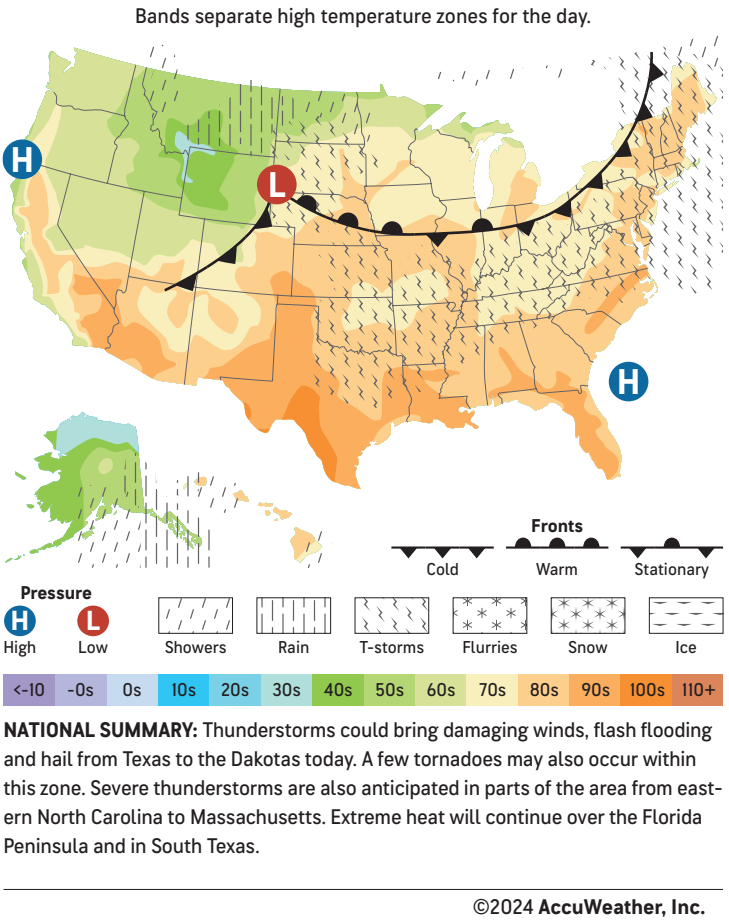 Bands separate high temperature zones for the day.
H
L
H
Fronts
Cold
Warm
Stationary
Pressure
H
L
High
Low
Showers
Rain
T-storms
Flurries
Snow
Ice
<-10
-0s
0s
10s
20s
30s
40s
50s
60s
70s
80s
90s
100s
110+
NATIONAL SUMMARY: Thunderstorms could bring damaging winds, flash flooding
and hail from Texas to the Dakotas today. A few tornadoes may also occur within
this zone. Severe thunderstorms are also anticipated in parts of the area from east-
ern North Carolina to Massachusetts. Extreme heat will continue over the Florida
Peninsula and in South Texas.
©2024 AccuWeather, Inc.